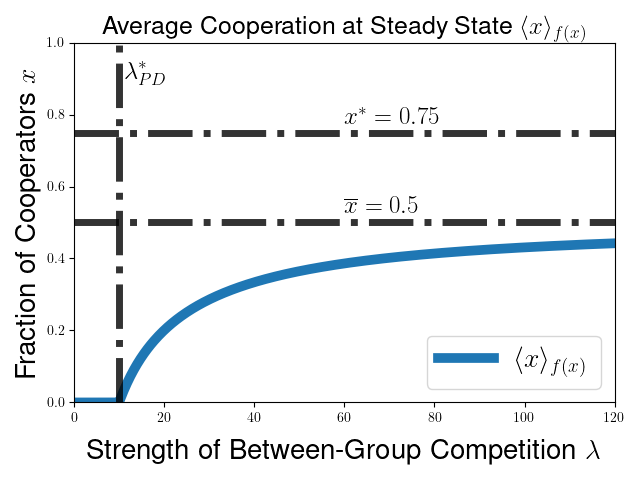 Average Cooperation at Steady State ⟨x⟩_{f(x)}
Fraction of Cooperators x
1.0
0.8
0.6
0.4
0.2
0.0
λ*_{PD}
x* = 0.75
x̅ = 0.5
⟨x⟩_{f(x)}
0 20 40 60 80 100 120
Strength of Between-Group Competition λ